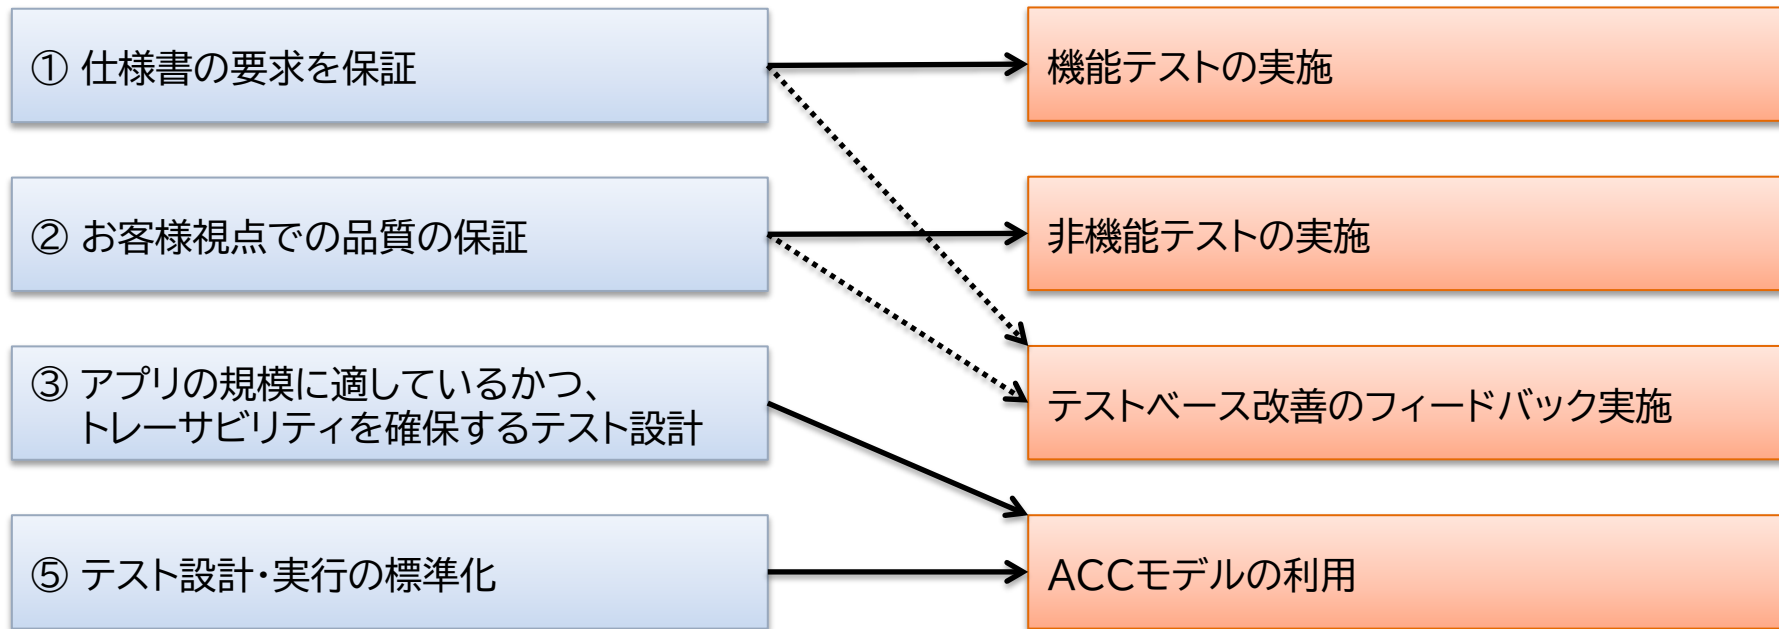 ① 仕様書の要求を保証
機能テストの実施
② お客様視点での品質の保証
非機能テストの実施
③ アプリの規模に適しているかつ、
トレーサビリティを確保するテスト設計
テストベース改善のフィードバック実施
⑤ テスト設計・実行の標準化
ACCモデルの利用